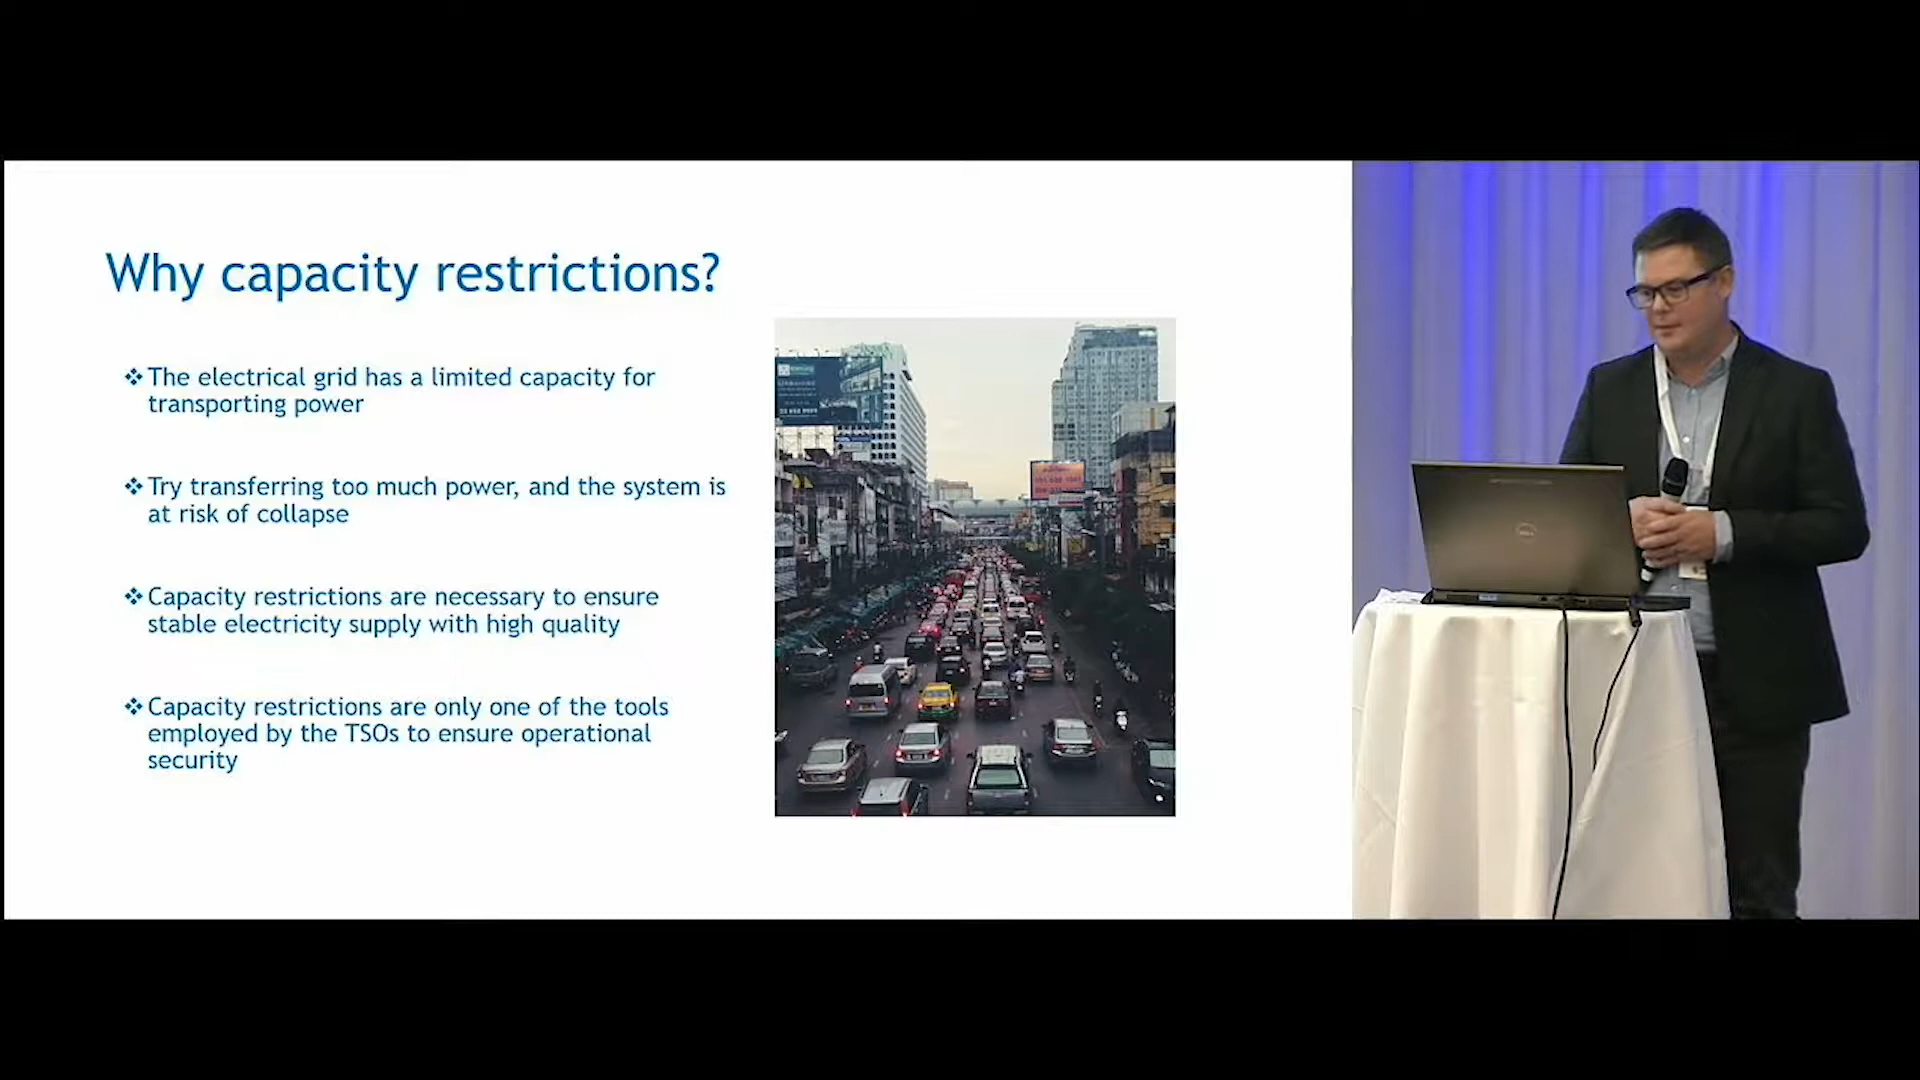 Why capacity restrictions?
❖The electrical grid has a limited capacity for
transporting power
❖Try transferring too much power, and the system is
at risk of collapse
❖Capacity restrictions are necessary to ensure
stable electricity supply with high quality
❖Capacity restrictions are only one of the tools
employed by the TSOs to ensure operational
security
DELL